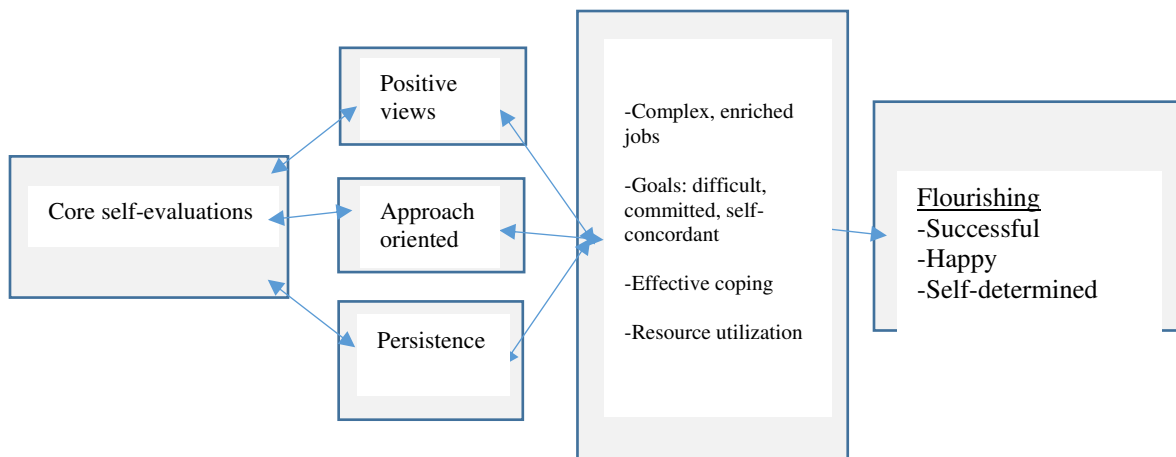 Core self-evaluations
Positive
views
Approach
oriented
Persistence
-Complex, enriched
jobs
-Goals: difficult,
committed, self-
concordant
-Effective coping
-Resource utilization
Flourishing
-Successful
-Happy
-Self-determined